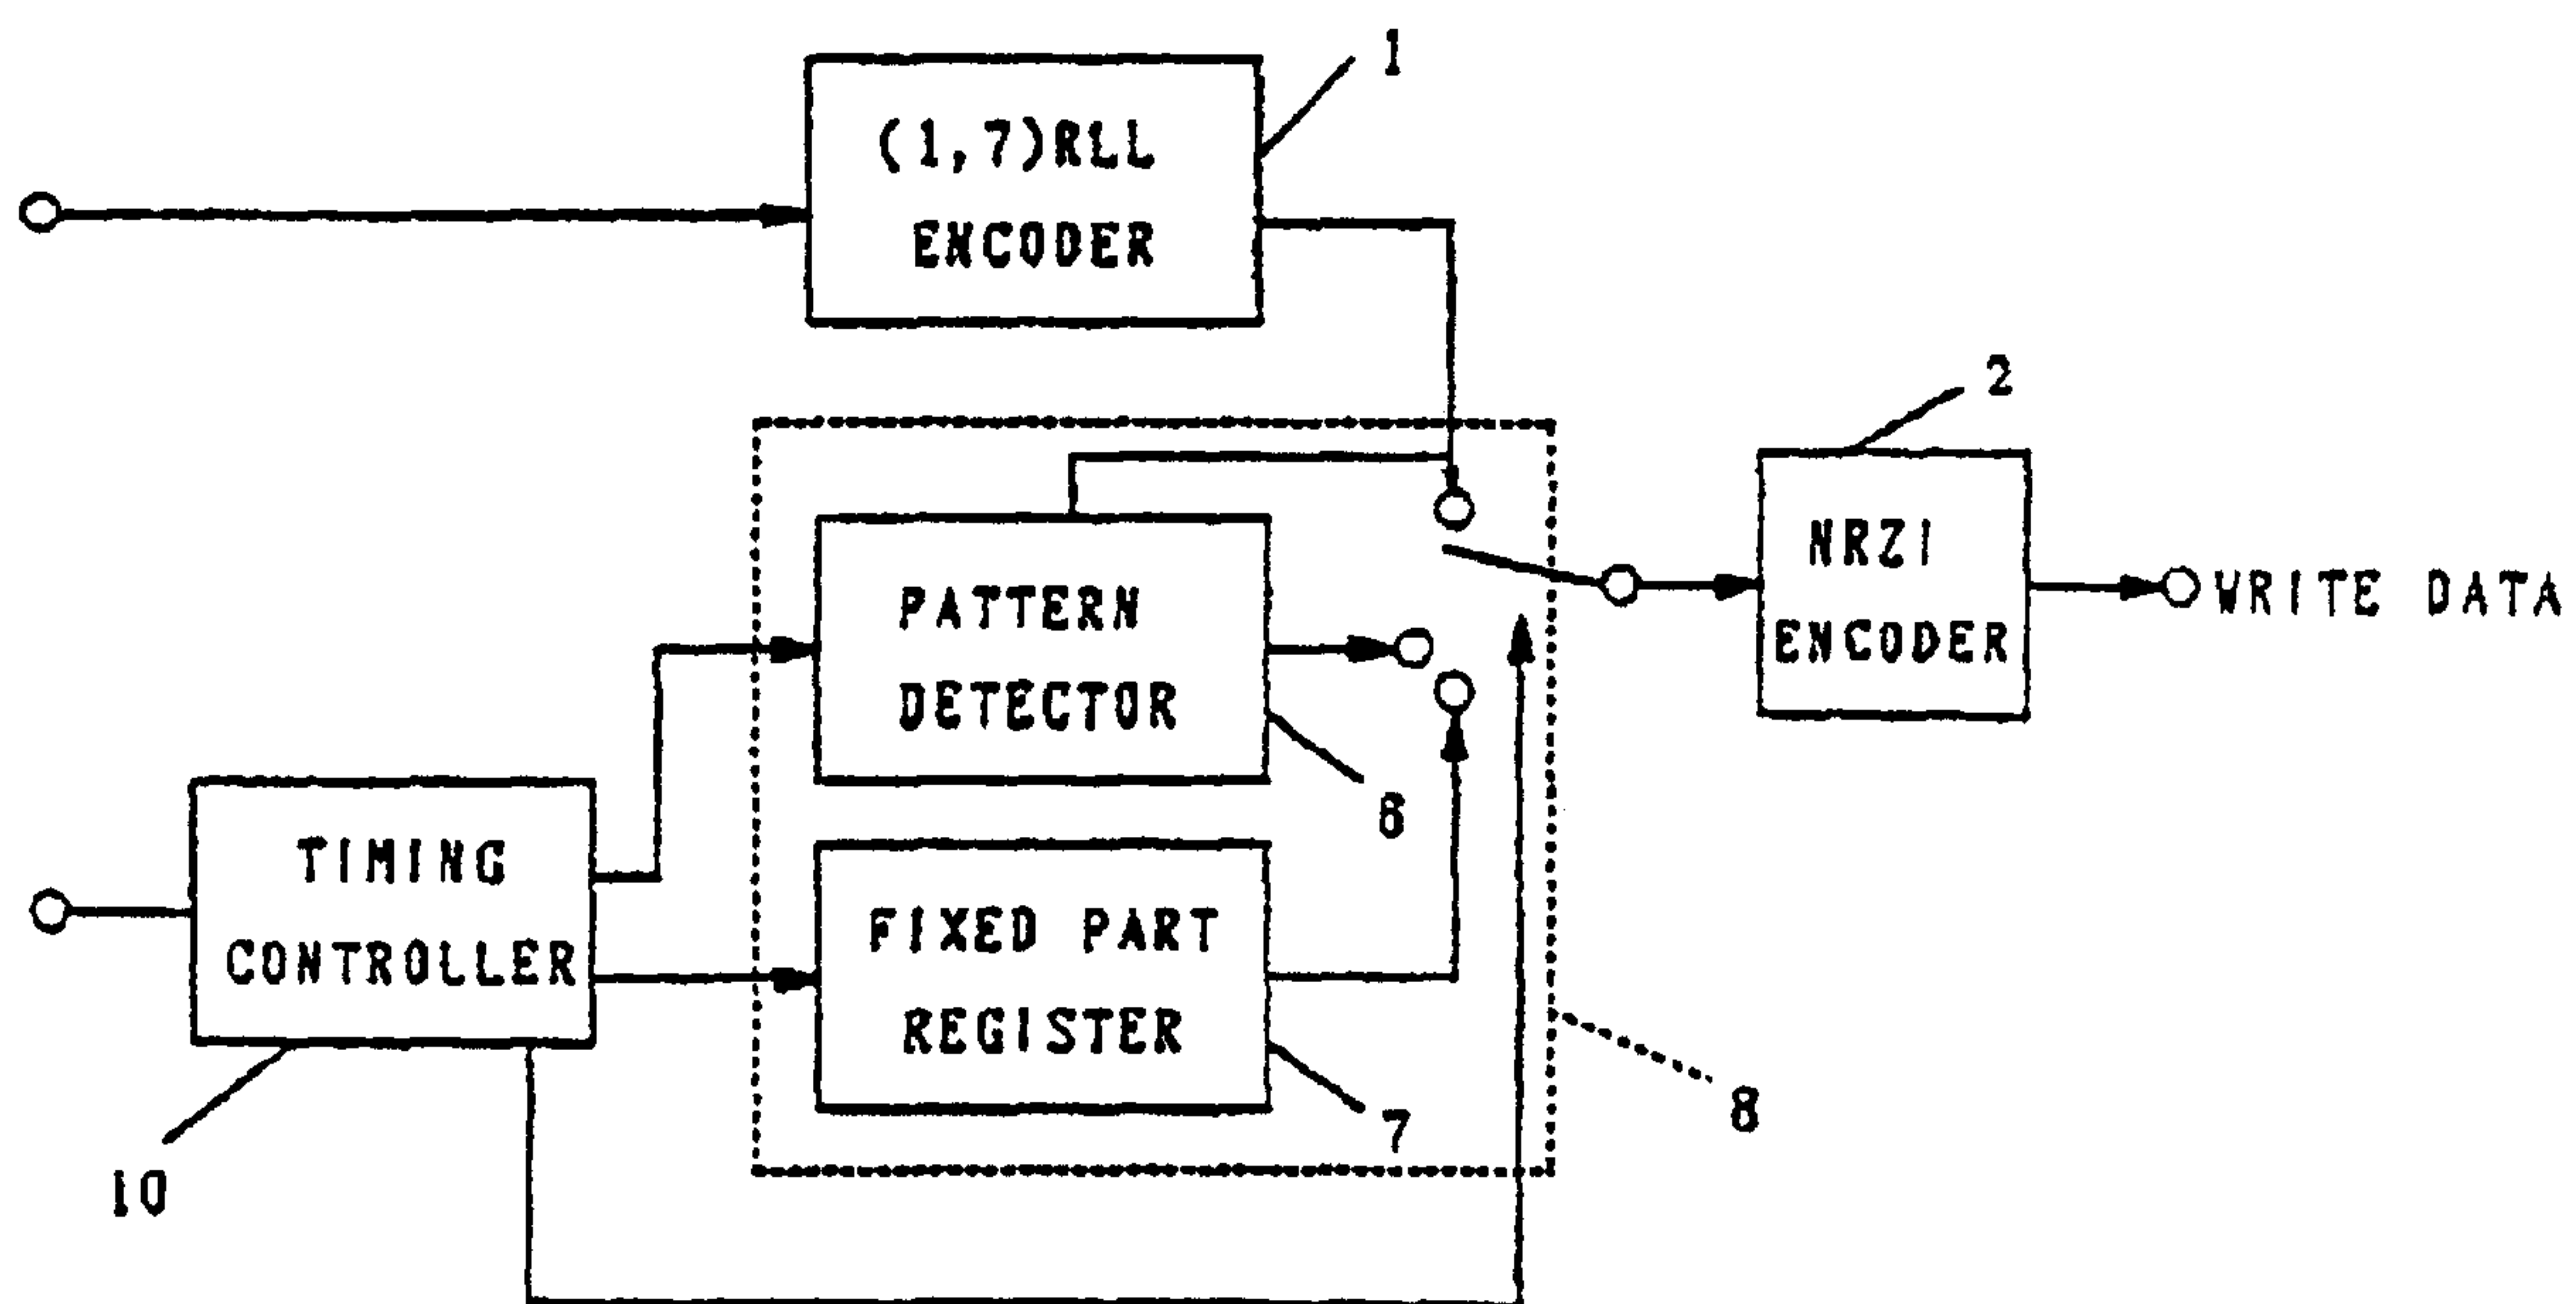 1
(1,7)RLL
ENCODER
2
NRZI
ENCODER
WRITE DATA
PATTERN
DETECTOR
6
TIMING
CONTROLLER
10
FIXED PART
REGISTER
7
8